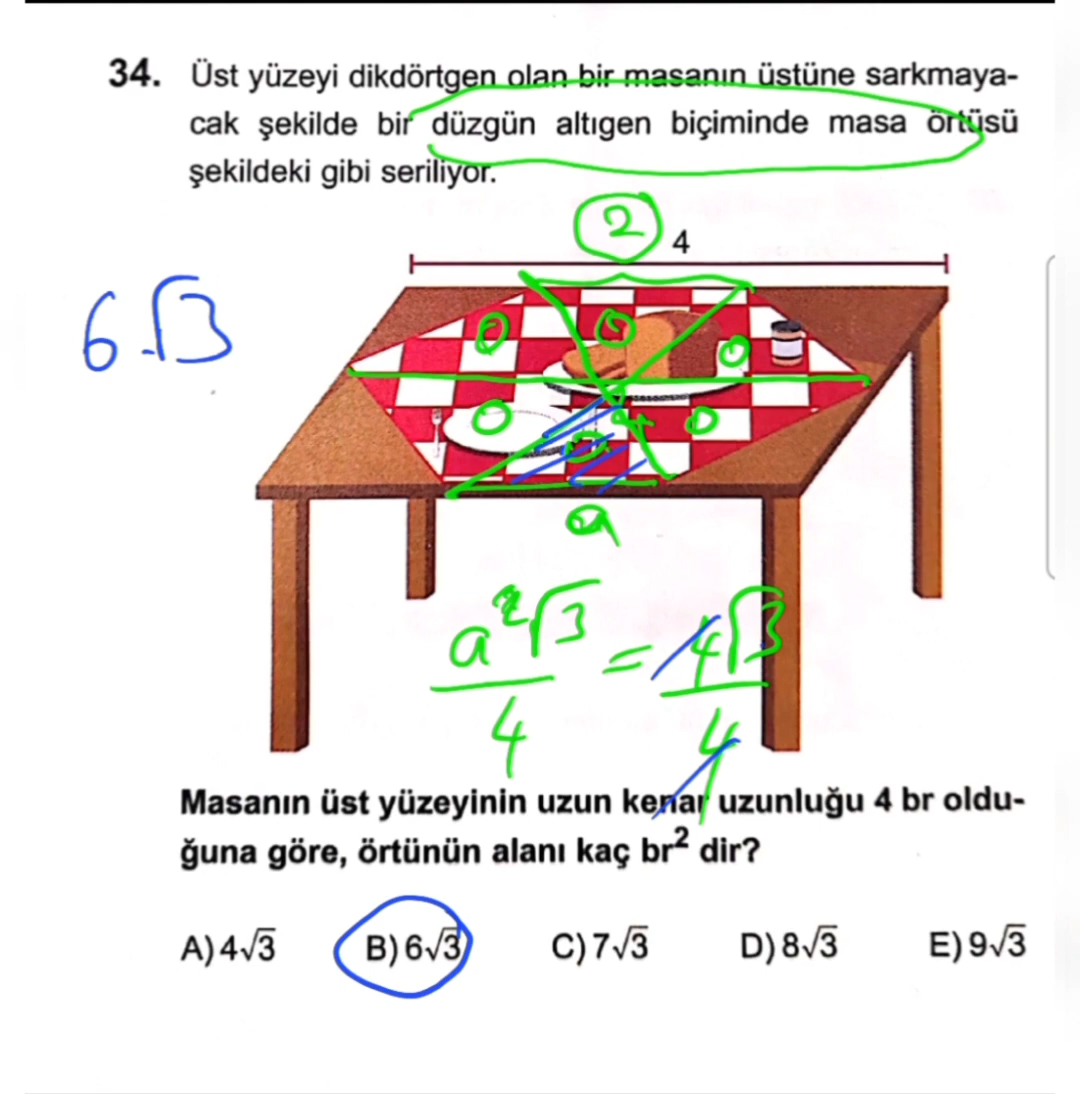 34. Üst yüzeyi dikdörtgen olan bir masanın üstüne sarkmaya-
cak şekilde bir düzgün altıgen biçiminde masa örtüsü
şekildeki gibi seriliyor.
2 4
6.√3
a
a²√3/4 = 4√3/4
Masanın üst yüzeyinin uzun kenar uzunluğu 4 br oldu-
ğuna göre, örtünün alanı kaç br² dir?
A) 4√3 B) 6√3 C) 7√3 D) 8√3 E) 9√3